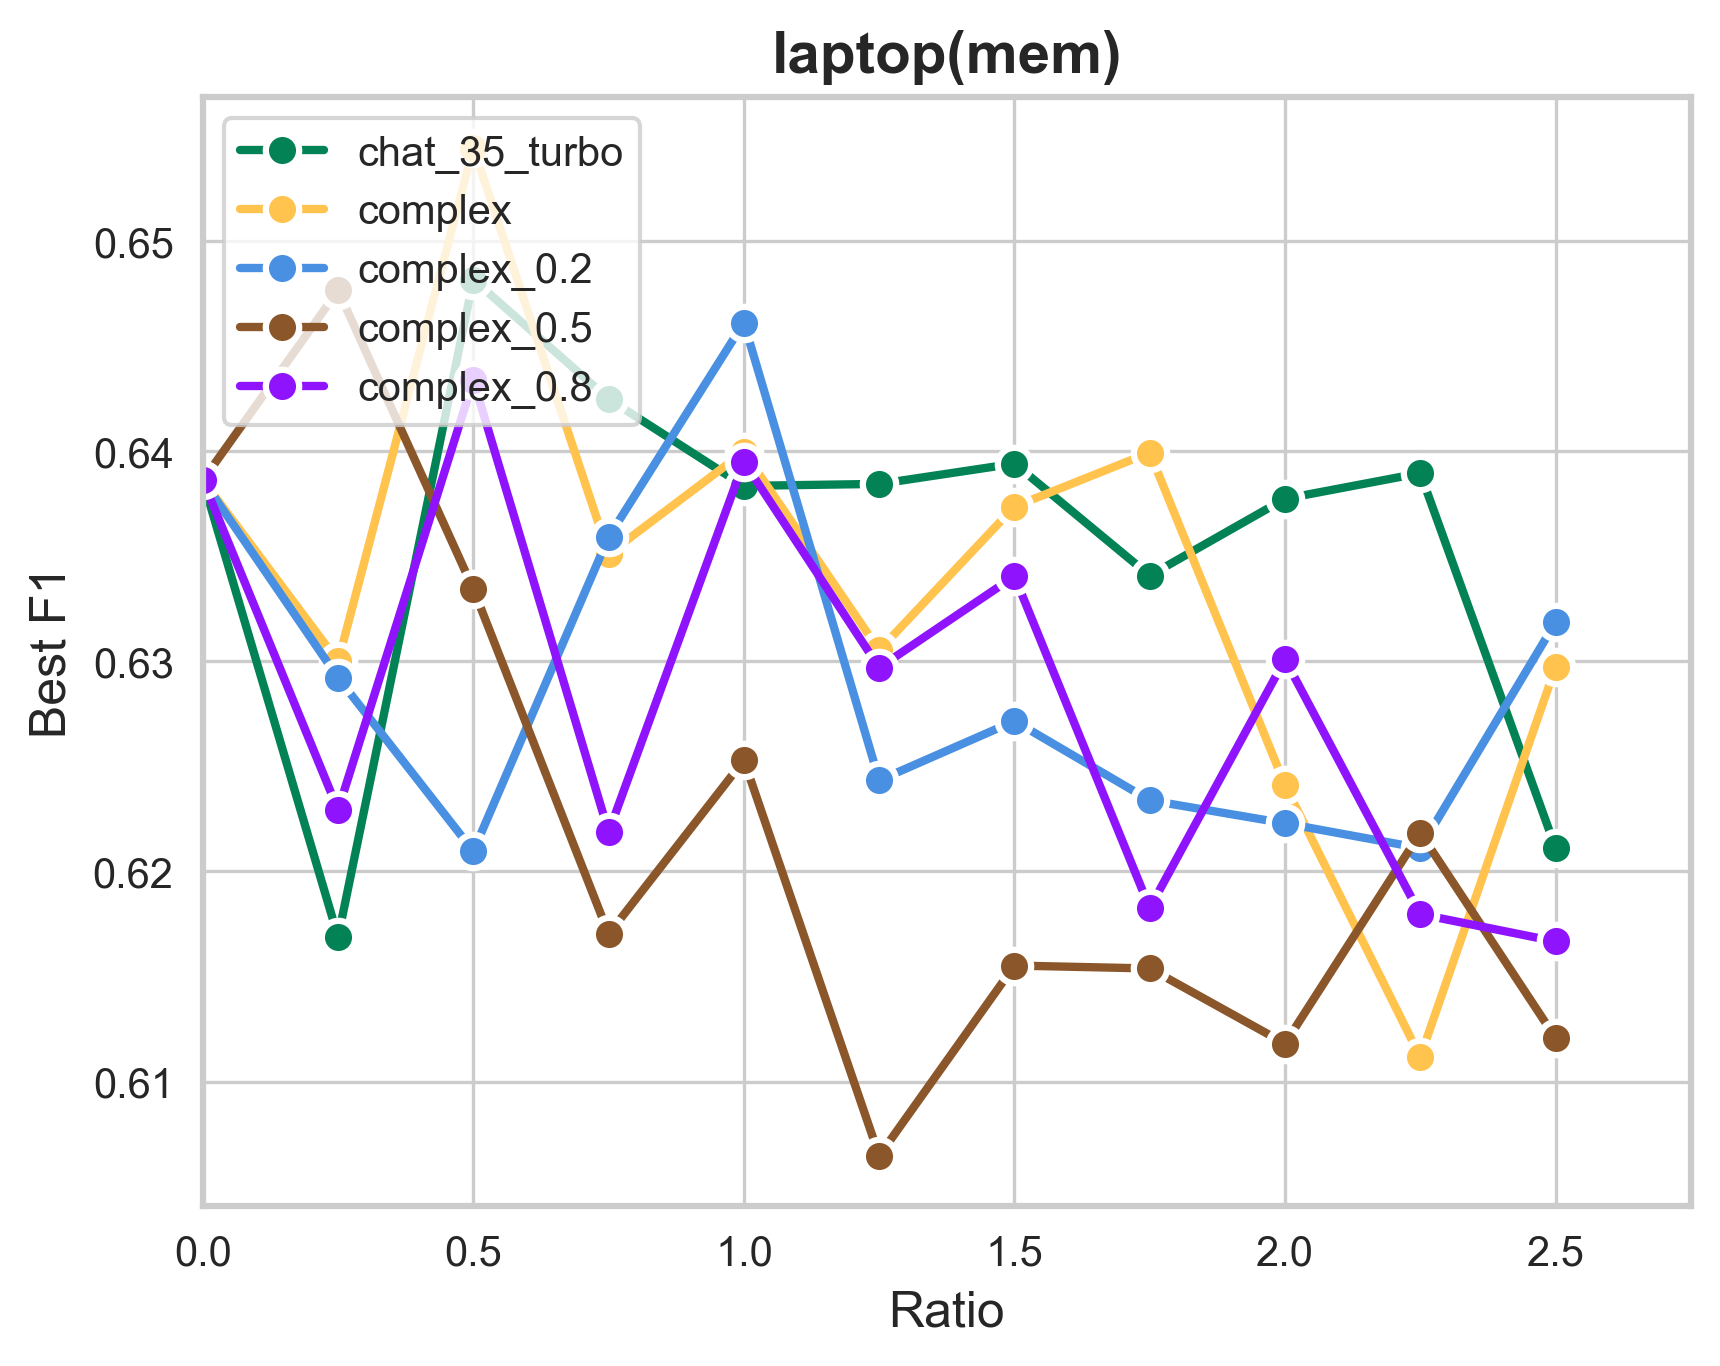 laptop(mem)
chat_35_turbo
complex
complex_0.2
complex_0.5
complex_0.8
Best F1
0.65
0.64
0.63
0.62
0.61
0.0 0.5 1.0 1.5 2.0 2.5
Ratio